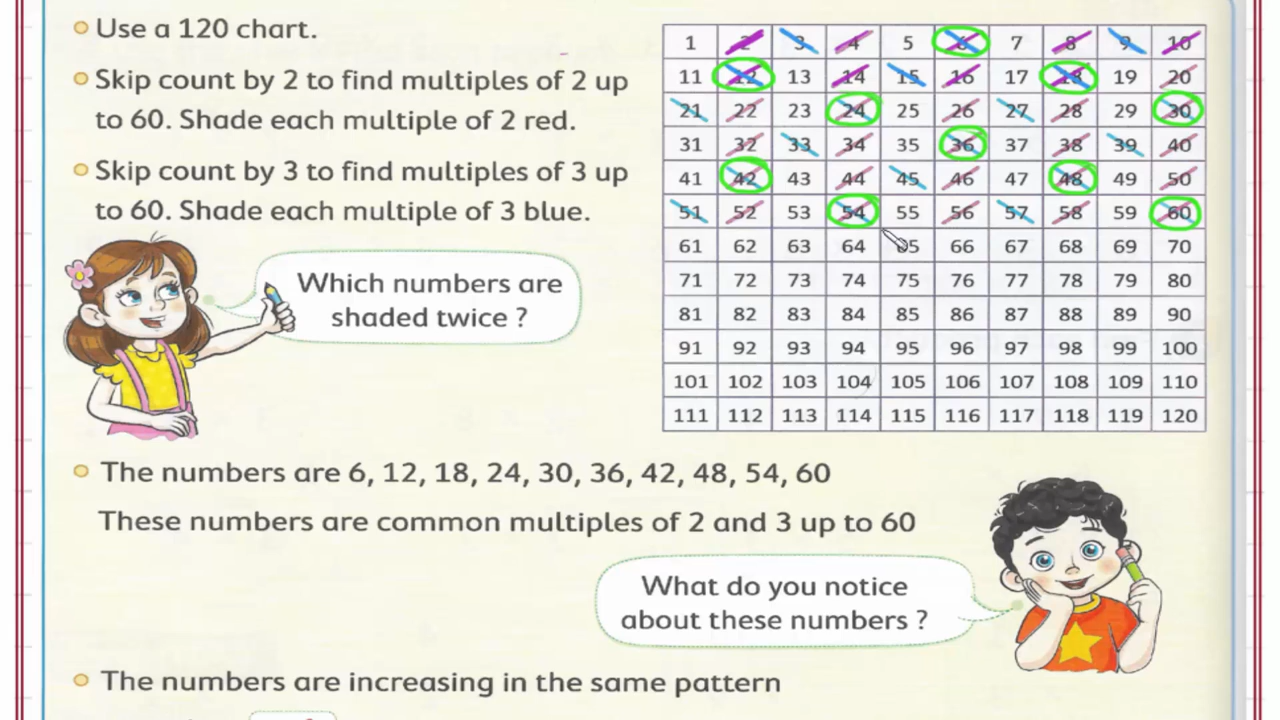 Use a 120 chart.
Skip count by 2 to find multiples of 2 up
to 60. Shade each multiple of 2 red.
Skip count by 3 to find multiples of 3 up
to 60. Shade each multiple of 3 blue.
Which numbers are
shaded twice ?
1 2 3 4 5 6 7 8 9 10
11 12 13 14 15 16 17 18 19 20
21 22 23 24 25 26 27 28 29 30
31 32 33 34 35 36 37 38 39 40
41 42 43 44 45 46 47 48 49 50
51 52 53 54 55 56 57 58 59 60
61 62 63 64 65 66 67 68 69 70
71 72 73 74 75 76 77 78 79 80
81 82 83 84 85 86 87 88 89 90
91 92 93 94 95 96 97 98 99 100
101 102 103 104 105 106 107 108 109 110
111 112 113 114 115 116 117 118 119 120
The numbers are 6, 12, 18, 24, 30, 36, 42, 48, 54, 60
These numbers are common multiples of 2 and 3 up to 60
What do you notice
about these numbers ?
The numbers are increasing in the same pattern